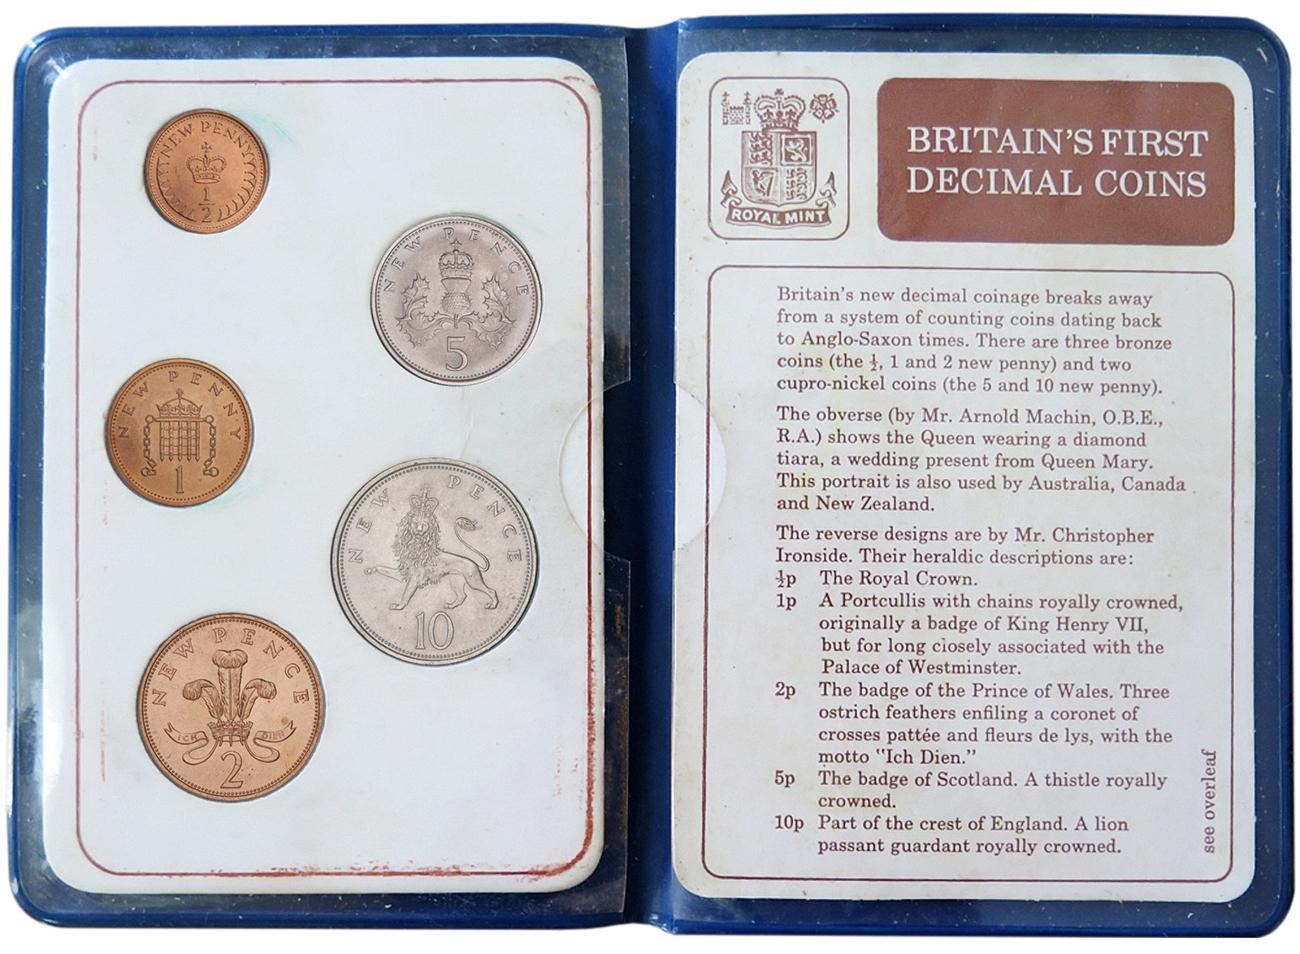 NEW PENNY
1/2
NEW PENCE
5
NEW PENNY
1
NEW PENCE
10
NEW PENCE
ICH DIEN
2
ROYAL MINT
BRITAIN'S FIRST
DECIMAL COINS
Britain's new decimal coinage breaks away
from a system of counting coins dating back
to Anglo-Saxon times. There are three bronze
coins (the ½, 1 and 2 new penny) and two
cupro-nickel coins (the 5 and 10 new penny).
The obverse (by Mr. Arnold Machin, O.B.E.,
R.A.) shows the Queen wearing a diamond
tiara, a wedding present from Queen Mary.
This portrait is also used by Australia, Canada
and New Zealand.
The reverse designs are by Mr. Christopher
Ironside. Their heraldic descriptions are:
½p The Royal Crown.
1p A Portcullis with chains royally crowned,
originally a badge of King Henry VII,
but for long closely associated with the
Palace of Westminster.
2p The badge of the Prince of Wales. Three
ostrich feathers enfiling a coronet of
crosses pattée and fleurs de lys, with the
motto "Ich Dien."
5p The badge of Scotland. A thistle royally
crowned.
10p Part of the crest of England. A lion
passant guardant royally crowned.
see overleaf